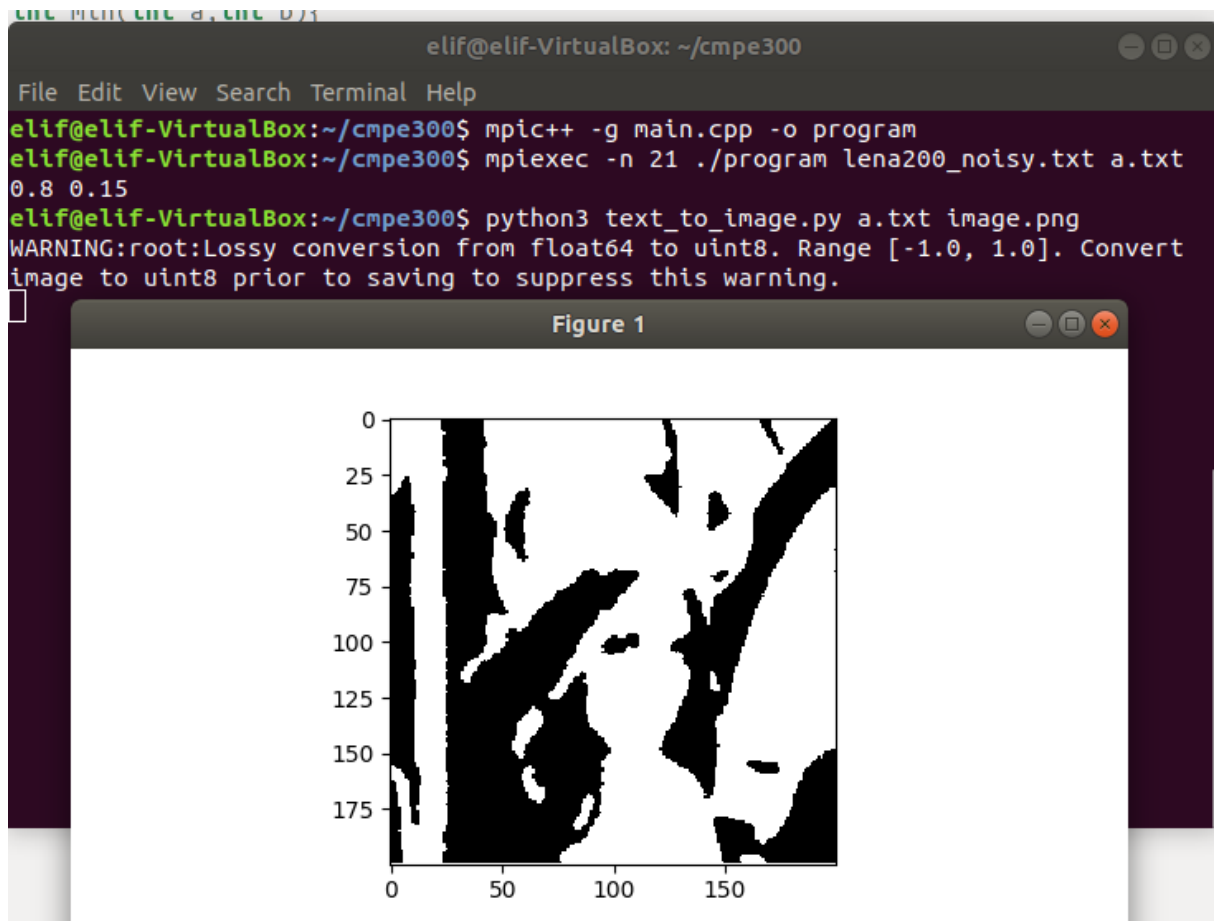 int Min(int a,int b){
elif@elif-VirtualBox: ~/cmpe300
File Edit View Search Terminal Help
elif@elif-VirtualBox:~/cmpe300$ mpic++ -g main.cpp -o program
elif@elif-VirtualBox:~/cmpe300$ mpiexec -n 21 ./program lena200_noisy.txt a.txt
0.8 0.15
elif@elif-VirtualBox:~/cmpe300$ python3 text_to_image.py a.txt image.png
WARNING:root:Lossy conversion from float64 to uint8. Range [-1.0, 1.0]. Convert
image to uint8 prior to saving to suppress this warning.
Figure 1
0
25
50
75
100
125
150
175
0 50 100 150